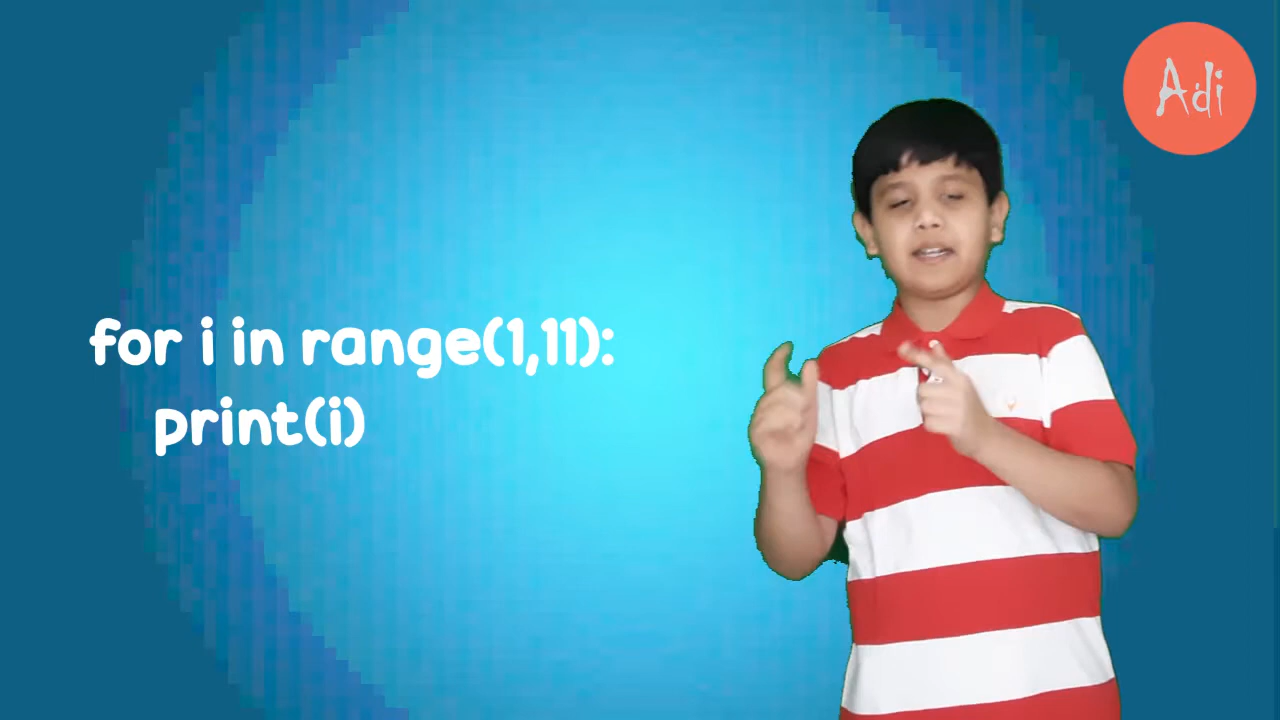 Adi
for i in range(1,11):
    print(i)